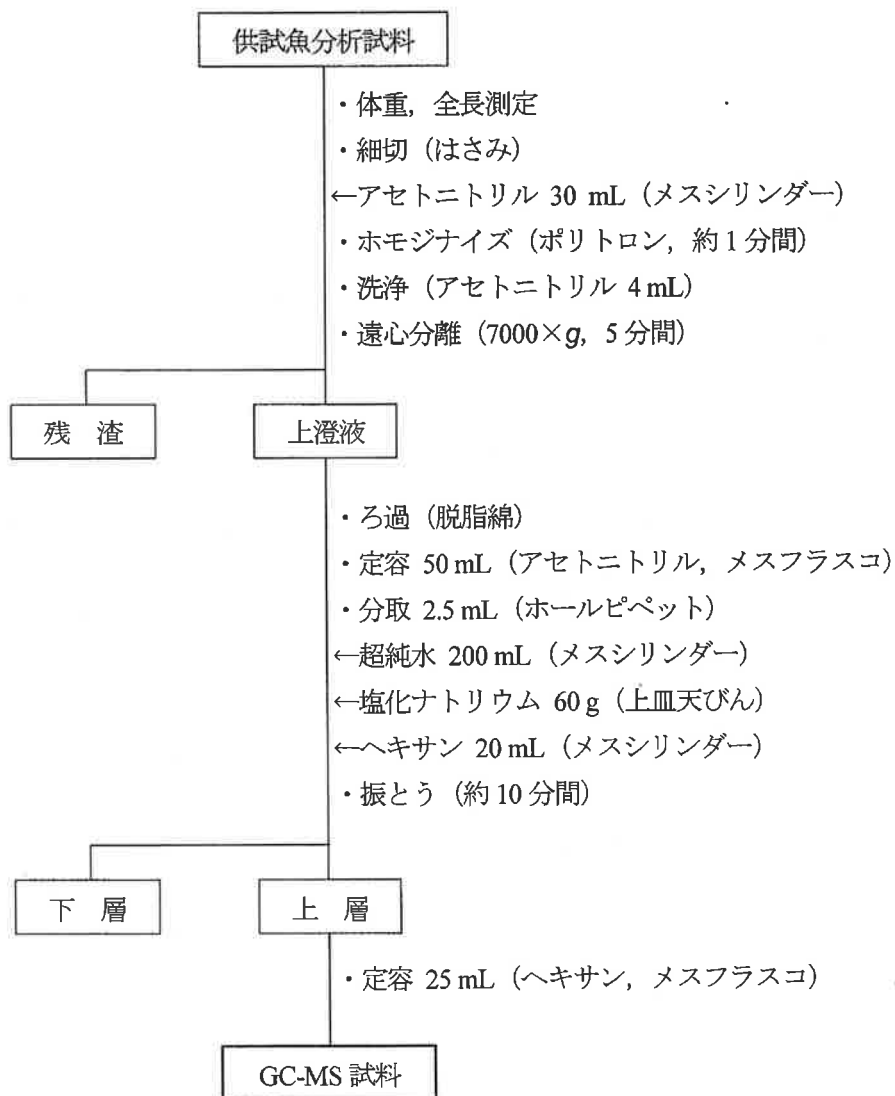 供試魚分析試料
・体重，全長測定
・細切（はさみ）
←アセトニトリル 30 mL（メスシリンダー）
・ホモジナイズ（ポリトロン，約1分間）
・洗浄（アセトニトリル 4 mL）
・遠心分離（7000×g，5分間）
残　渣
上澄液
・ろ過（脱脂綿）
・定容 50 mL（アセトニトリル，メスフラスコ）
・分取 2.5 mL（ホールピペット）
←超純水 200 mL（メスシリンダー）
←塩化ナトリウム 60 g（上皿天びん）
←ヘキサン 20 mL（メスシリンダー）
・振とう（約10分間）
下　層
上　層
・定容 25 mL（ヘキサン，メスフラスコ）
GC-MS 試料